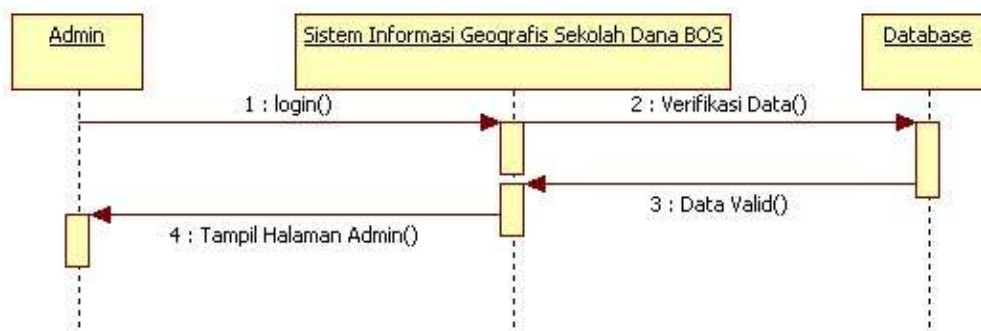 Admin
Sistem Informasi Geografis Sekolah Dana BOS
Database
1 : login()
2 : Verifikasi Data()
3 : Data Valid()
4 : Tampil Halaman Admin()